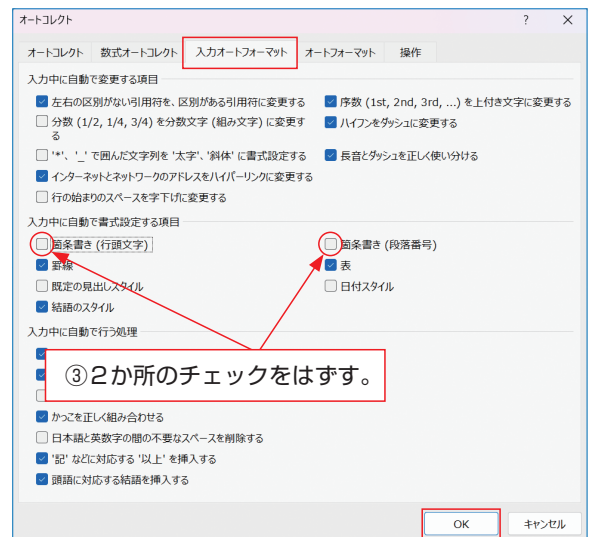 オートコレクト ? ×
オートコレクト 数式オートコレクト 入力オートフォーマット オートフォーマット 操作
入力中に自動で変更する項目
左右の区別がない引用符を、区別がある引用符に変更する 序数 (1st, 2nd, 3rd, ...) を上付き文字に変更する
分数 (1/2, 1/4, 3/4) を分数文字 (組み文字) に変更す ハイフンをダッシュに変更する
る
'*'、'_' で囲んだ文字列を '太字'、'斜体' に書式設定する 長音とダッシュを正しく使い分ける
インターネットとネットワークのアドレスをハイパーリンクに変更する
行の始まりのスペースを字下げに変更する
入力中に自動で書式設定する項目
箇条書き (行頭文字) 箇条書き (段落番号)
罫線 表
既定の見出しスタイル 日付スタイル
結語のスタイル
入力中に自動で行う処理
③2か所のチェックをはずす。
かっこを正しく組み合わせる
日本語と英数字の間の不要なスペースを削除する
'記' などに対応する '以上' を挿入する
頭語に対応する結語を挿入する
OK キャンセル